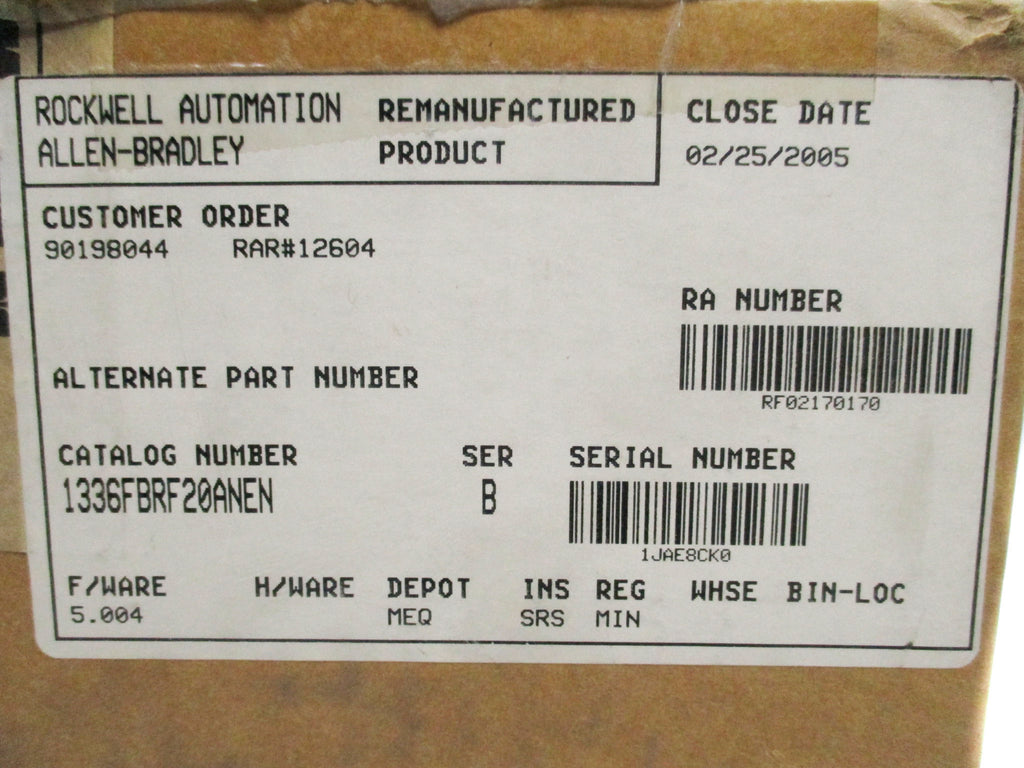 ROCKWELL AUTOMATION REMANUFACTURED
ALLEN-BRADLEY PRODUCT
CLOSE DATE
02/25/2005
CUSTOMER ORDER
90198044 RAR#12604
RA NUMBER
RF02170170
ALTERNATE PART NUMBER
CATALOG NUMBER SER SERIAL NUMBER
1336FBRF20ANEN B
1JAE8CK0
F/WARE H/WARE DEPOT INS REG WHSE BIN-LOC
5.004 MEQ SRS MIN